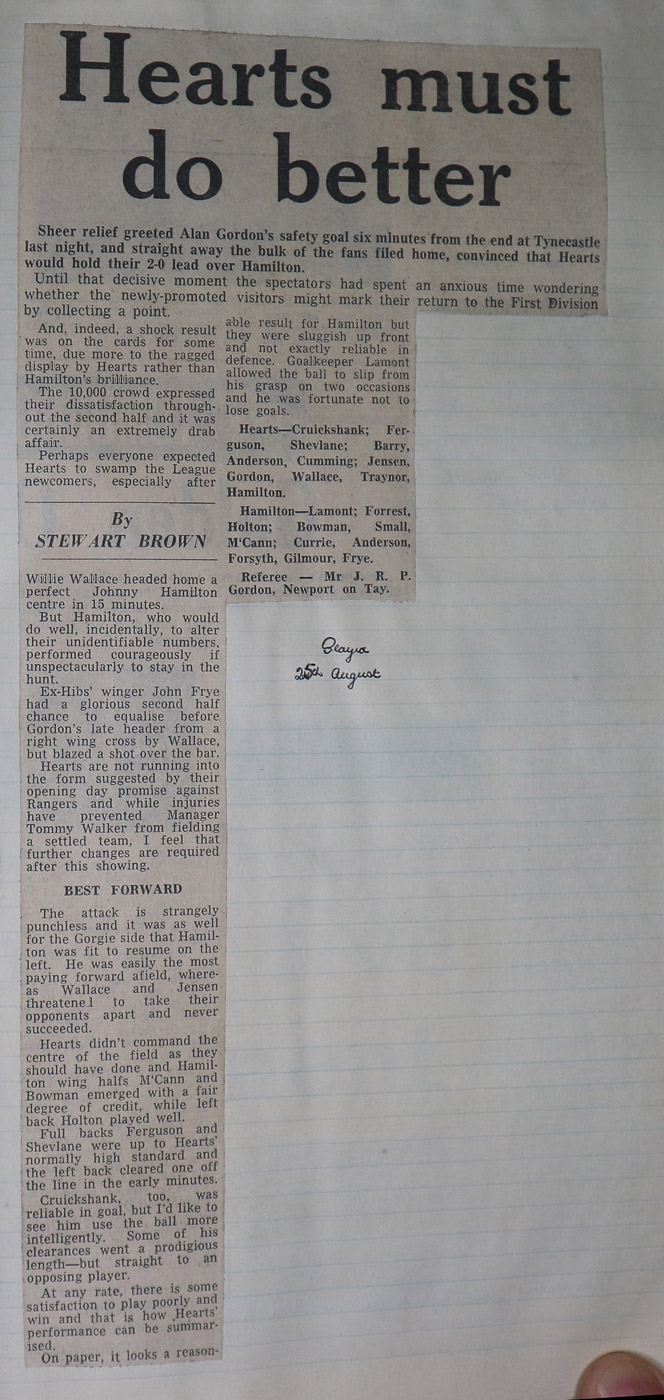 Hearts must
do better
Sheer relief greeted Alan Gordon's safety goal six minutes from the end at Tynecastle
last night, and straight away the bulk of the fans filed home, convinced that Hearts
would hold their 2-0 lead over Hamilton.
Until that decisive moment the spectators had spent an anxious time wondering
whether the newly-promoted visitors might mark their return to the First Division
by collecting a point.
And, indeed, a shock result
was on the cards for some
time, due more to the ragged
display by Hearts rather than
Hamilton's brilliance.
The 10,000 crowd expressed
their dissatisfaction through-
out the second half and it was
certainly an extremely drab
affair.
Perhaps everyone expected
Hearts to swamp the League
newcomers, especially after
By
STEWART BROWN
Willie Wallace headed home a
perfect Johnny Hamilton
centre in 15 minutes.
But Hamilton, who would
do well, incidentally, to alter
their unidentifiable numbers,
performed courageously if
unspectacularly to stay in the
hunt.
Ex-Hibs' winger John Frye
had a glorious second half
chance to equalise before
Gordon's late header from a
right wing cross by Wallace,
but blazed a shot over the bar.
Hearts are not running into
the form suggested by their
opening day promise against
Rangers and while injuries
have prevented Manager
Tommy Walker from fielding
a settled team, I feel that
further changes are required
after this showing.
BEST FORWARD
The attack is strangely
punchless and it was as well
for the Gorgie side that Hamil-
ton was fit to resume on the
left. He was easily the most
paying forward afield, where-
as Wallace and Jensen
threatened to take their
opponents apart and never
succeeded.
Hearts didn't command the
centre of the field as they
should have done and Hamil-
ton wing halfs M'Cann and
Bowman emerged with a fair
degree of credit, while left
back Holton played well.
Full backs Ferguson and
Shevlane were up to Hearts'
normally high standard and
the left back cleared one off
the line in the early minutes.
Cruickshank, too, was
reliable in goal, but I'd like to
see him use the ball more
intelligently. Some of his
clearances went a prodigious
length—but straight to an
opposing player.
At any rate, there is some
satisfaction to play poorly and
win and that is how Hearts'
performance can be summar-
ised.
On paper, it looks a reason-
able result for Hamilton but
they were sluggish up front
and not exactly reliable in
defence. Goalkeeper Lamont
allowed the ball to slip from
his grasp on two occasions
and he was fortunate not to
lose goals.
Hearts—Cruickshank; Fer-
guson, Shevlane; Barry,
Anderson, Cumming; Jensen,
Gordon, Wallace, Traynor,
Hamilton.
Hamilton—Lamont; Forrest,
Holton; Bowman, Small,
M'Cann; Currie, Anderson,
Forsyth, Gilmour, Frye.
Referee — Mr J. R. P.
Gordon, Newport on Tay.
25th August